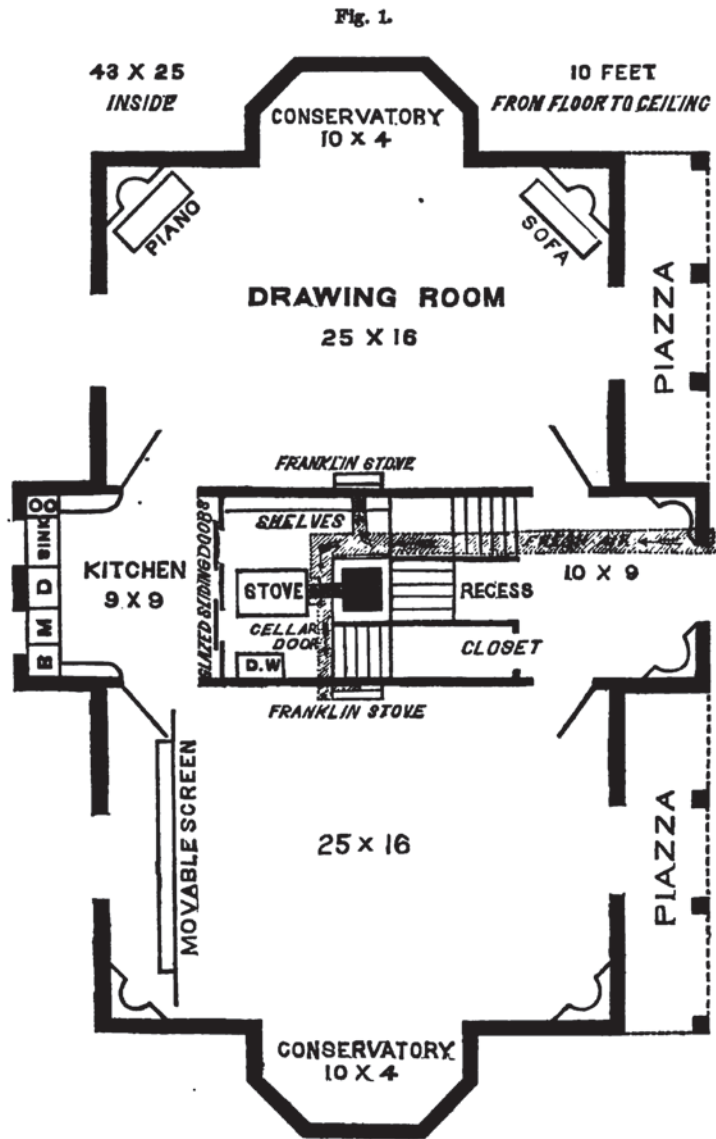 Fig. 1.
43 X 25
INSIDE
10 FEET
FROM FLOOR TO CEILING
CONSERVATORY
10 X 4
PIANO
SOFA
DRAWING ROOM
25 X 16
PIAZZA
FRANKLIN STOVE
SHELVES
FRESH AIR
SINK
D
M
B
KITCHEN
9 X 9
GLAZED SLIDING DOORS
STOVE
RECESS
10 X 9
CELLAR
DOOR
CLOSET
D.W
FRANKLIN STOVE
MOVABLE SCREEN
25 X 16
PIAZZA
CONSERVATORY
10 X 4